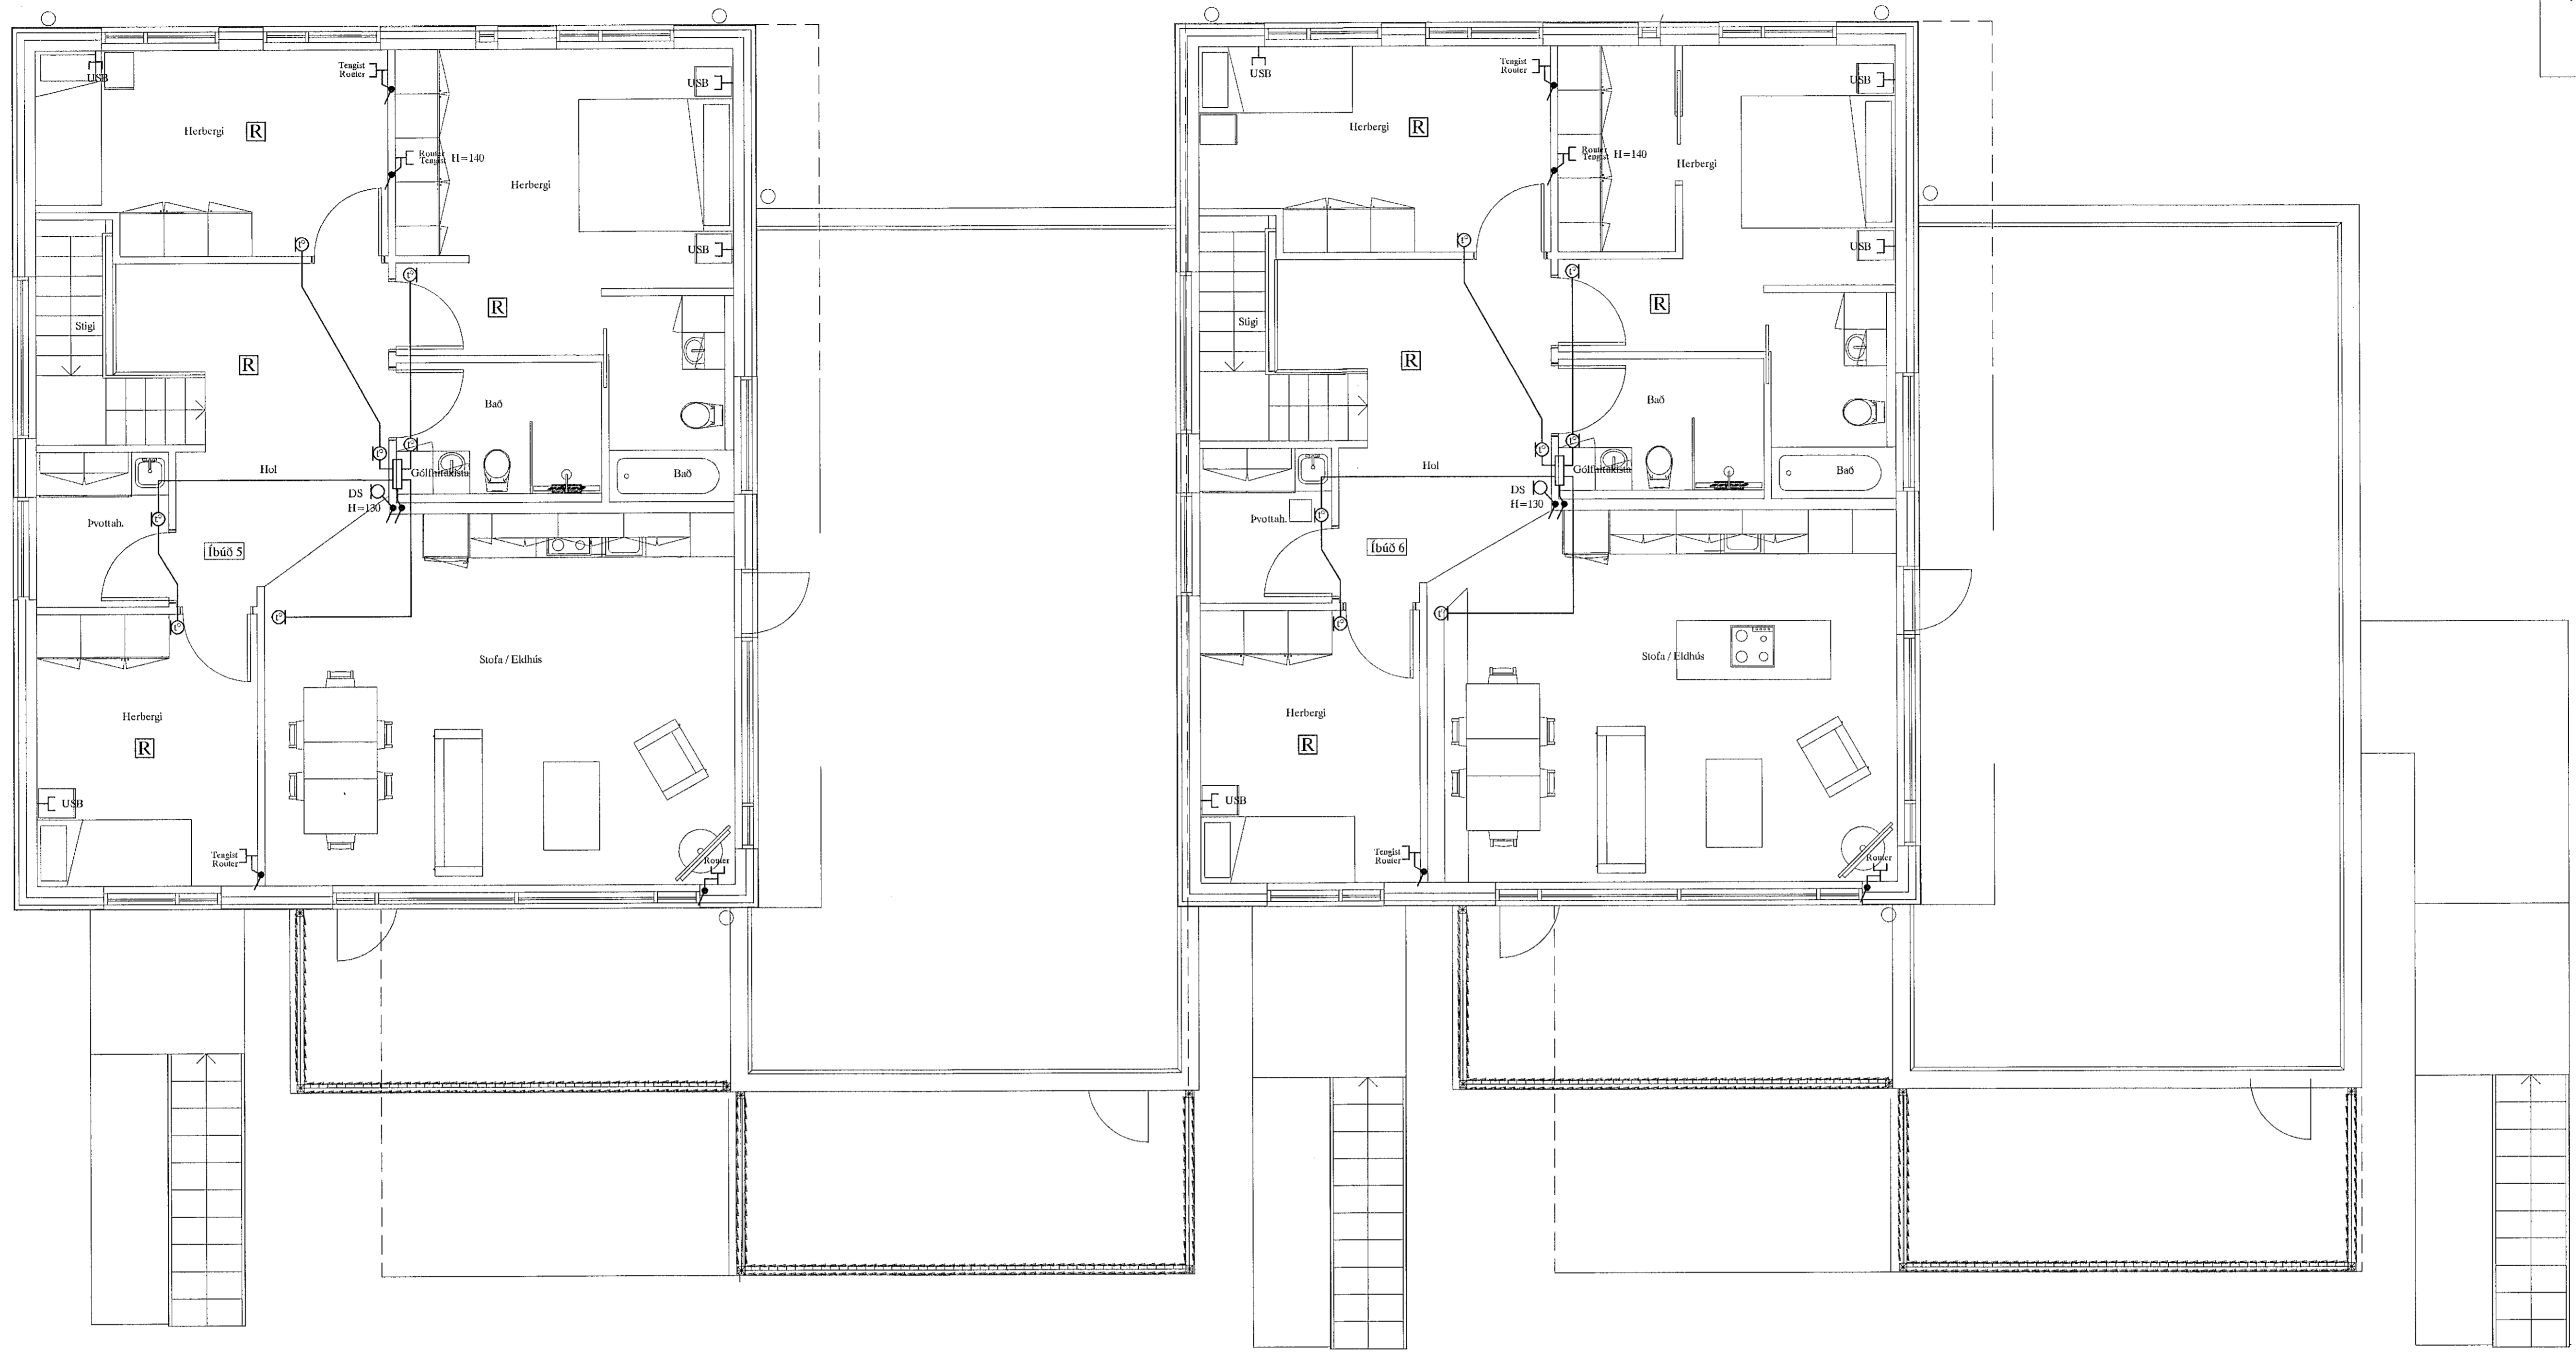 USB
Tengist
Router
USB
Herbergi
R
Router
Tengist
H=140
Herbergi
USB
t°
t°
R
Stigi
R
Bað
t°
t°
Hol
Gólfhitakista
Bað
DS
H=130
Þvottah.
t°
Íbúð 5
t°
t°
Stofa / Eldhús
Herbergi
R
USB
Tengist
Router
Router
USB
Tengist
Router
USB
Herbergi
R
Router
Tengist
H=140
Herbergi
USB
t°
t°
R
Stigi
R
Bað
t°
t°
Hol
Gólfhitakista
Bað
DS
H=130
Þvottah.
t°
Íbúð 6
t°
t°
Stofa / Eldhús
Herbergi
R
USB
Tengist
Router
Router